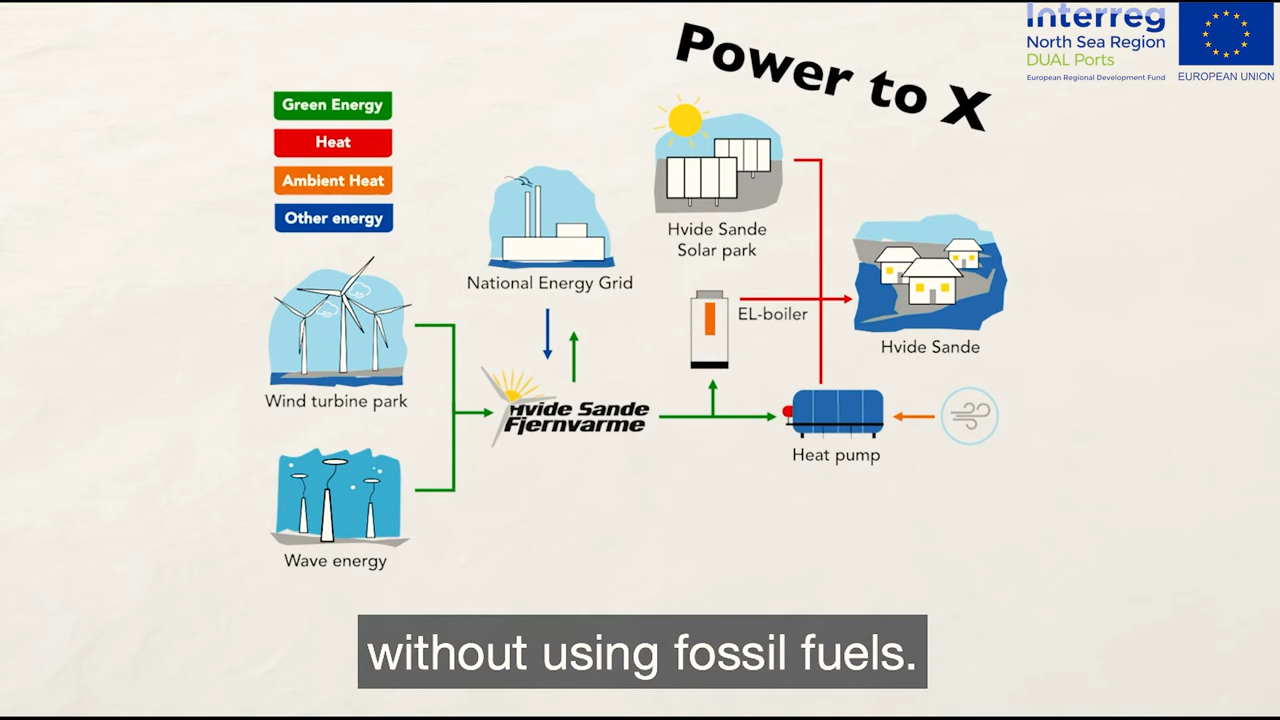 Interreg
North Sea Region
DUAL Ports
European Regional Development Fund
EUROPEAN UNION
Power to X
Green Energy
Heat
Ambient Heat
Other energy
National Energy Grid
Hvide Sande
Solar park
EL-boiler
Hvide Sande
Wind turbine park
Hvide Sande
Fjernvarme
Heat pump
Wave energy
without using fossil fuels.